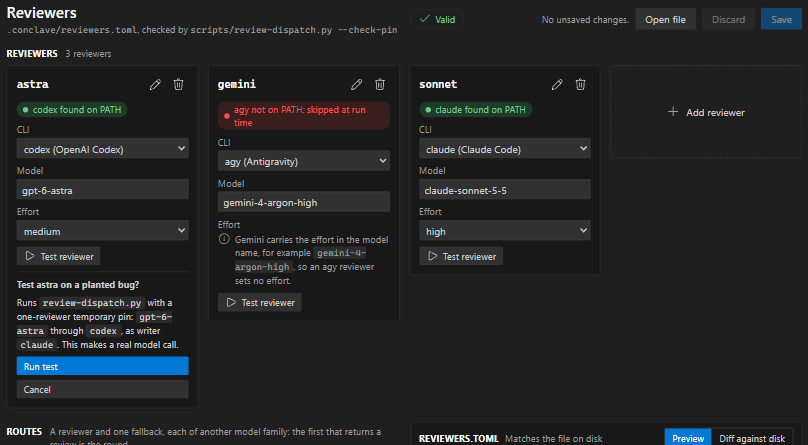 Reviewers
.conclave/reviewers.toml, checked by scripts/review-dispatch.py --check-pin
Valid
No unsaved changes.
Open file
Discard
Save
REVIEWERS 3 reviewers
astra
codex found on PATH
CLI
codex (OpenAI Codex)
Model
gpt-6-astra
Effort
medium
Test reviewer
Test astra on a planted bug?
Runs review-dispatch.py with a
one-reviewer temporary pin: gpt-6-
astra through codex, as writer
claude. This makes a real model call.
Run test
Cancel
gemini
agy not on PATH: skipped at run
time
CLI
agy (Antigravity)
Model
gemini-4-argon-high
Effort
Gemini carries the effort in the model
name, for example gemini-4-
argon-high, so an agy reviewer
sets no effort.
Test reviewer
sonnet
claude found on PATH
CLI
claude (Claude Code)
Model
claude-sonnet-5-5
Effort
high
Test reviewer
Add reviewer
ROUTES A reviewer and one fallback, each of another model family: the first that returns a
review is the round.
REVIEWERS.TOML Matches the file on disk
Preview
Diff against disk